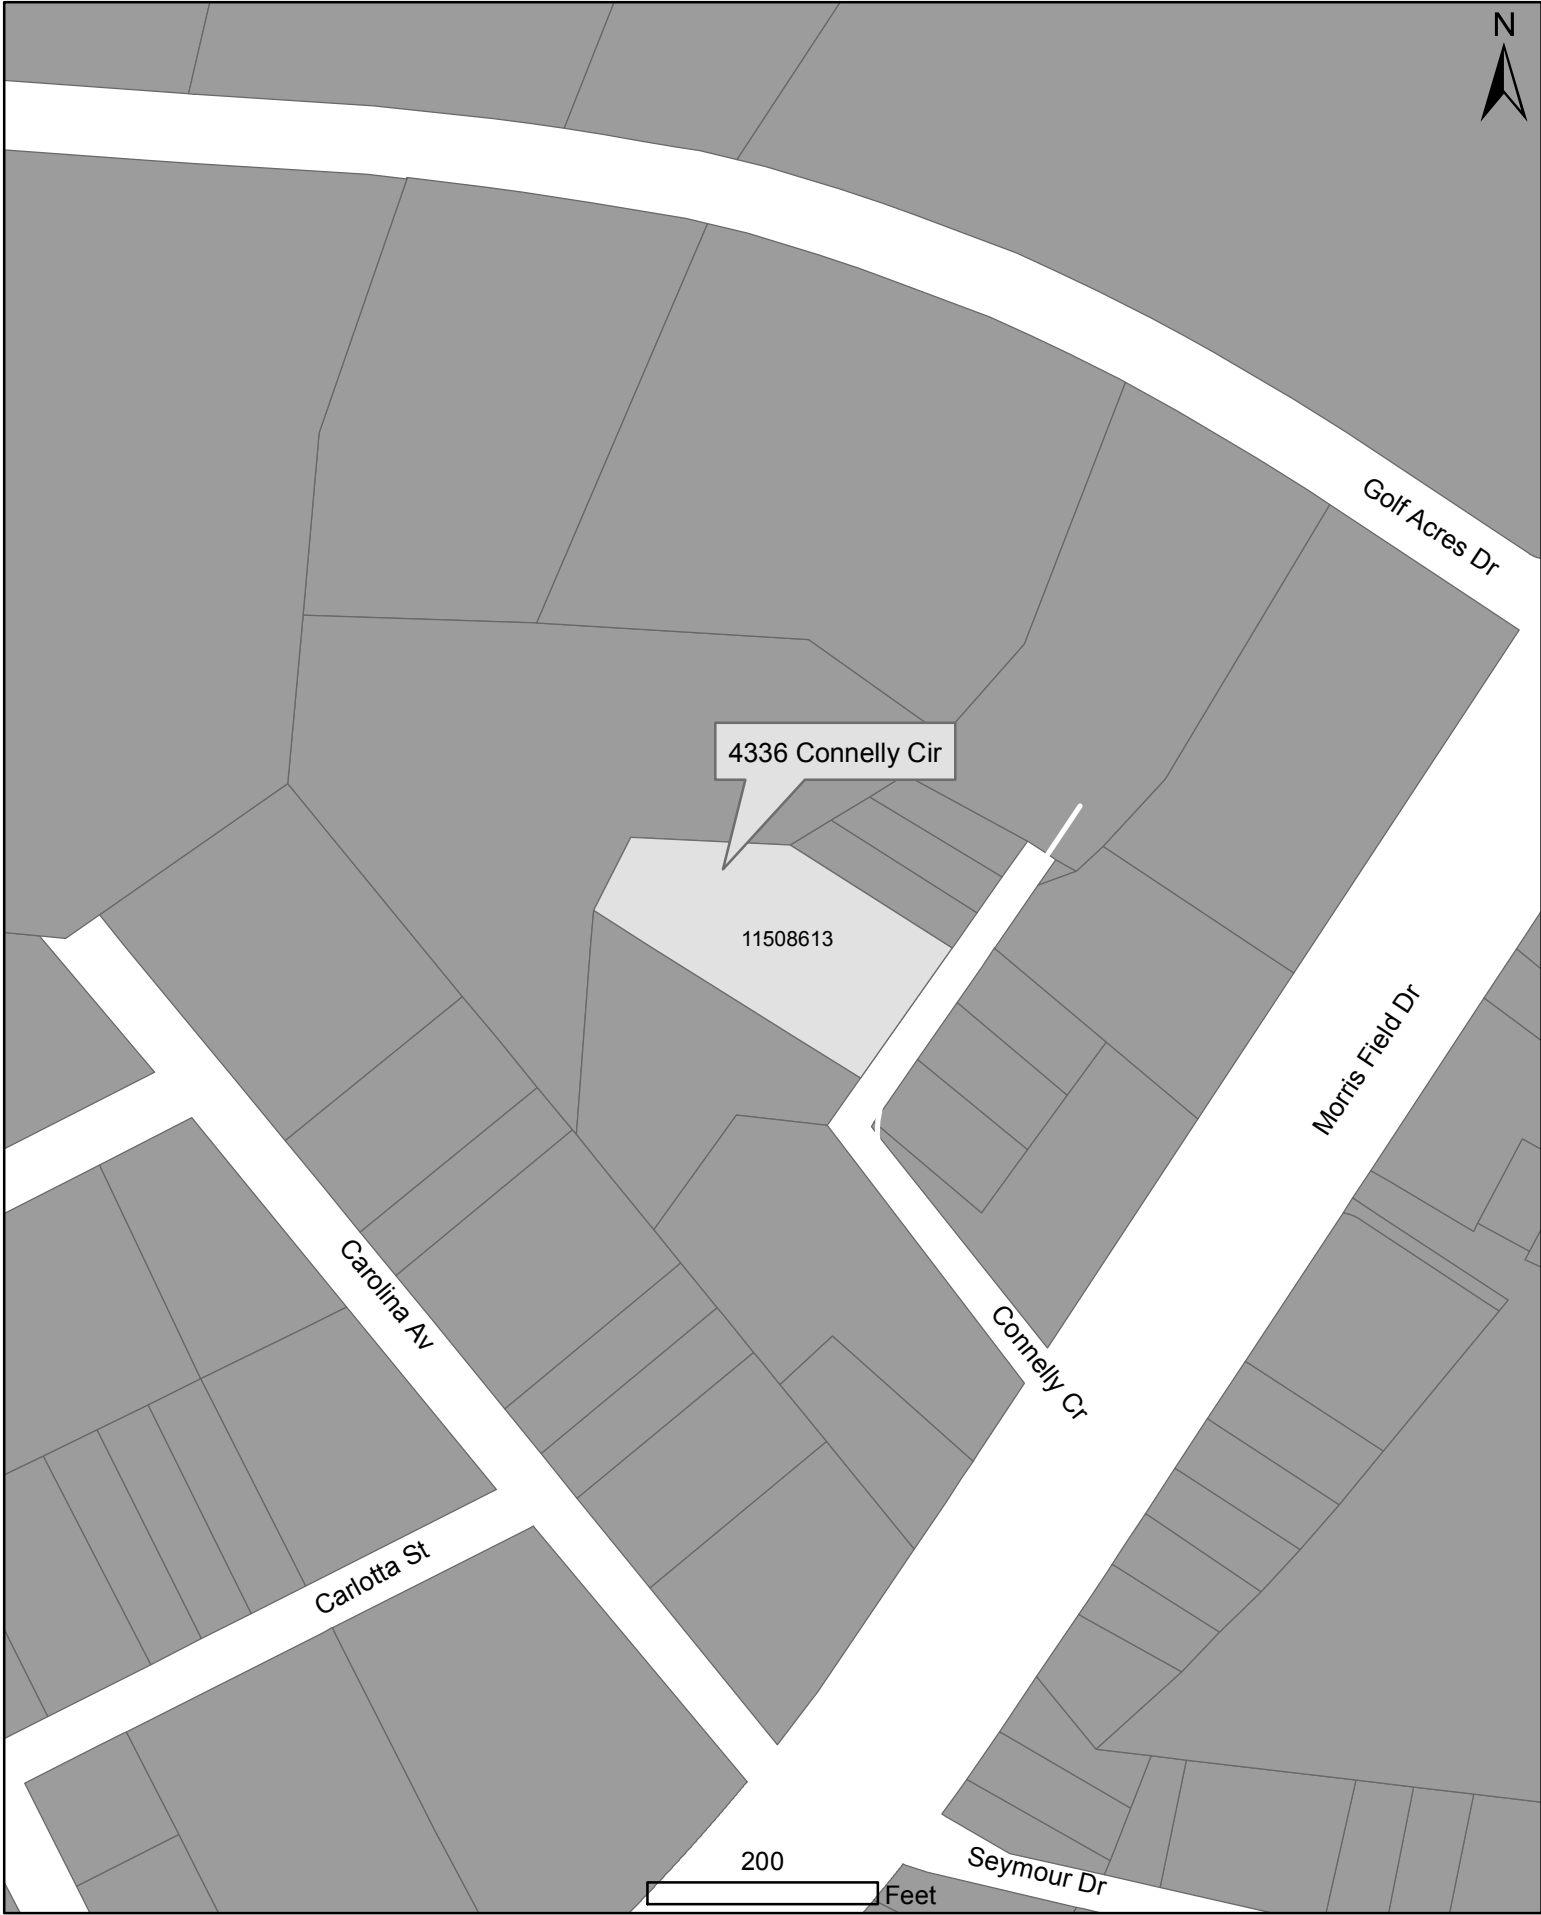 N
Golf Acres Dr
4336 Connelly Cir
11508613
Morris Field Dr
Carolina Av
Connelly Cr
Carlotta St
200
Seymour Dr
Feet